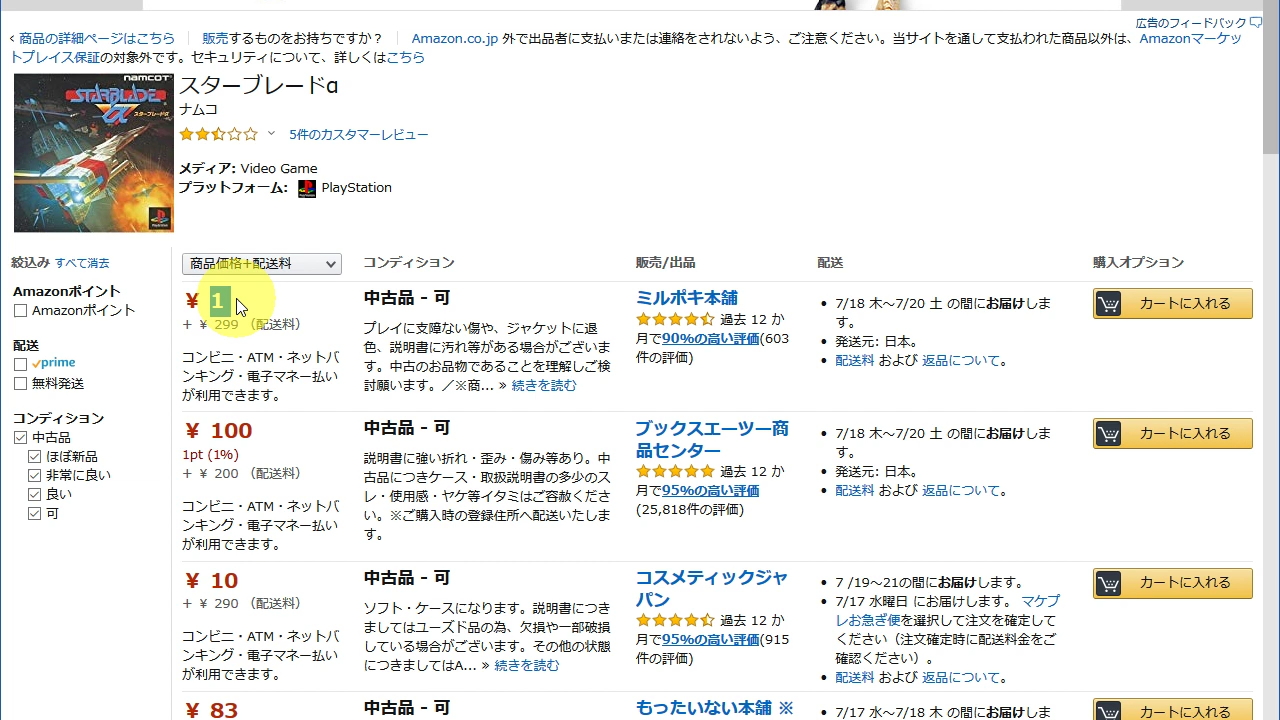 広告のフィードバック
‹ 商品の詳細ページはこちら 販売するものをお持ちですか？ Amazon.co.jp 外で出品者に支払いまたは連絡をされないよう、ご注意ください。当サイトを通して支払われた商品以外は、Amazonマーケッ
トプレイス保証の対象外です。セキュリティについて、詳しくはこちら
NAMCOT
STARBLADE α
スターブレードα
スターブレードα
ナムコ
5件のカスタマーレビュー
メディア: Video Game
プラットフォーム: PlayStation
絞込み すべて消去
Amazonポイント
Amazonポイント
配送
prime
無料発送
コンディション
中古品
ほぼ新品
非常に良い
良い
可
商品価格+配送料 コンディション 販売/出品 配送 購入オプション
¥ 1
+ ¥ 299 （配送料）
コンビニ・ATM・ネットバ
ンキング・電子マネー払い
が利用できます。
中古品 - 可
プレイに支障ない傷や、ジャケットに退
色、説明書に汚れ等がある場合がございま
す。中古のお品物であることを理解しご検
討願います。／※商... » 続きを読む
ミルポキ本舗
過去 12 か
月で90%の高い評価(603
件の評価)
• 7/18 木～7/20 土 の間にお届けしま
す。
• 発送元: 日本。
• 配送料 および 返品について。
カートに入れる
¥ 100
1pt (1%)
+ ¥ 200 （配送料）
コンビニ・ATM・ネットバ
ンキング・電子マネー払い
が利用できます。
中古品 - 可
説明書に強い折れ・歪み・傷み等あり。中
古品につきケース・取扱説明書の多少のス
レ・使用感・ヤケ等イタミはご容赦くださ
い。※ご購入時の登録住所へ配送いたしま
す。
ブックスエーツー商
品センター
過去 12 か
月で95%の高い評価
(25,818件の評価)
• 7/18 木～7/20 土 の間にお届けしま
す。
• 発送元: 日本。
• 配送料 および 返品について。
カートに入れる
¥ 10
+ ¥ 290 （配送料）
コンビニ・ATM・ネットバ
ンキング・電子マネー払い
が利用できます。
中古品 - 可
ソフト・ケースになります。説明書につき
ましてはユーズド品の為、欠損や一部破損
している場合がございます。その他の状態
につきましてはA... » 続きを読む
コスメティックジャ
パン
過去 12 か
月で95%の高い評価(915
件の評価)
• 7 /19～21の間にお届けします。
• 7/17 水曜日 にお届けします。 マケプ
レお急ぎ便を選択して注文を確定して
ください（注文確定時に配送料金をご
確認ください）。
• 配送料 および 返品について。
カートに入れる
¥ 83
中古品 - 可
もったいない本舗 ※
• 7/17 水～7/18 木 の間にお届けしま
カートに入れる